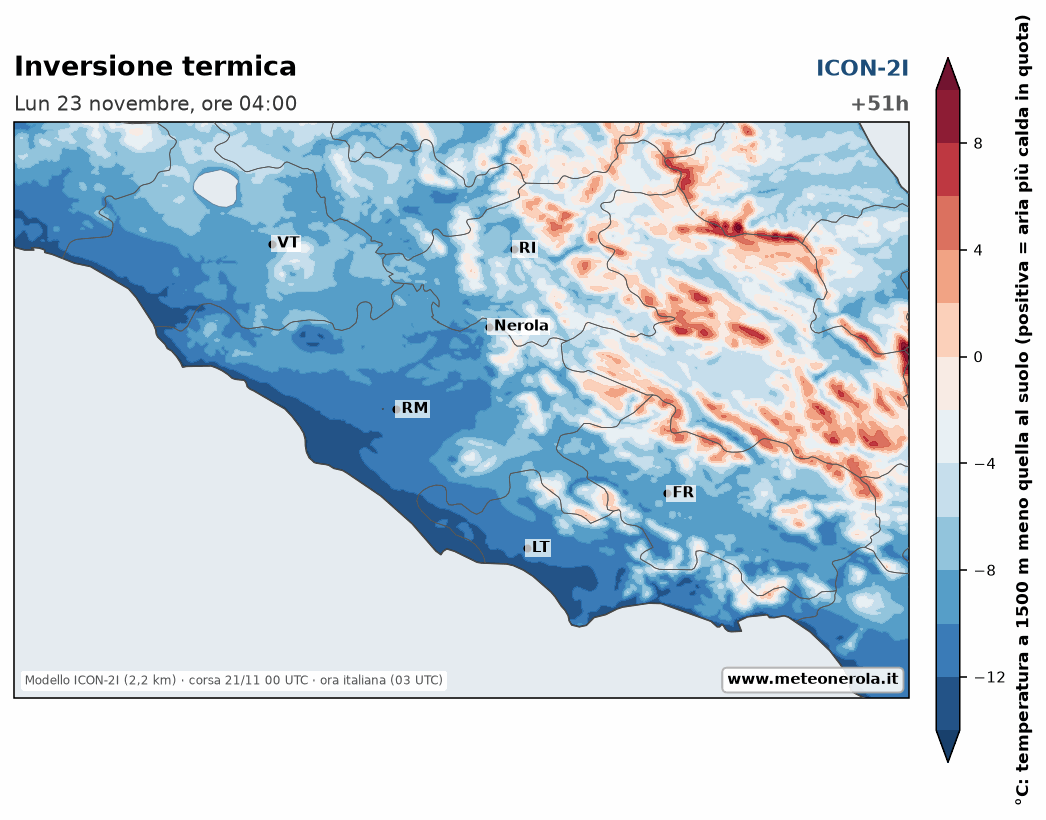 Inversione termica
ICON-2I
Lun 23 novembre, ore 04:00
+51h
VT
RI
Nerola
RM
FR
LT
Modello ICON-2I (2,2 km) · corsa 21/11 00 UTC · ora italiana (03 UTC)
www.meteonerola.it
8
4
0
−4
−8
−12
°C: temperatura a 1500 m meno quella al suolo (positiva = aria più calda in quota)